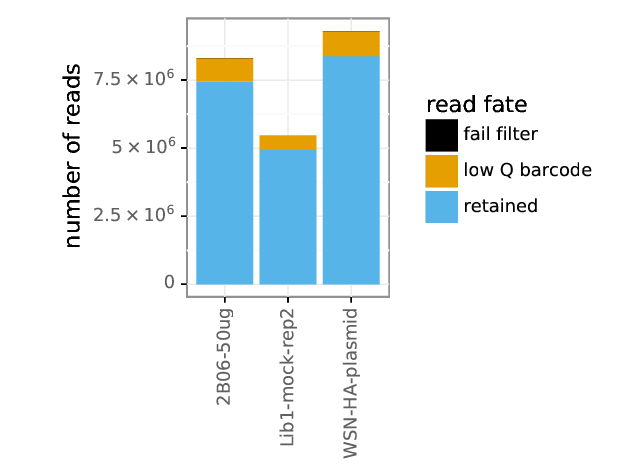 number of reads
7.5 × 10⁶
5 × 10⁶
2.5 × 10⁶
0
2B06-50ug
Lib1-mock-rep2
WSN-HA-plasmid
read fate
fail filter
low Q barcode
retained